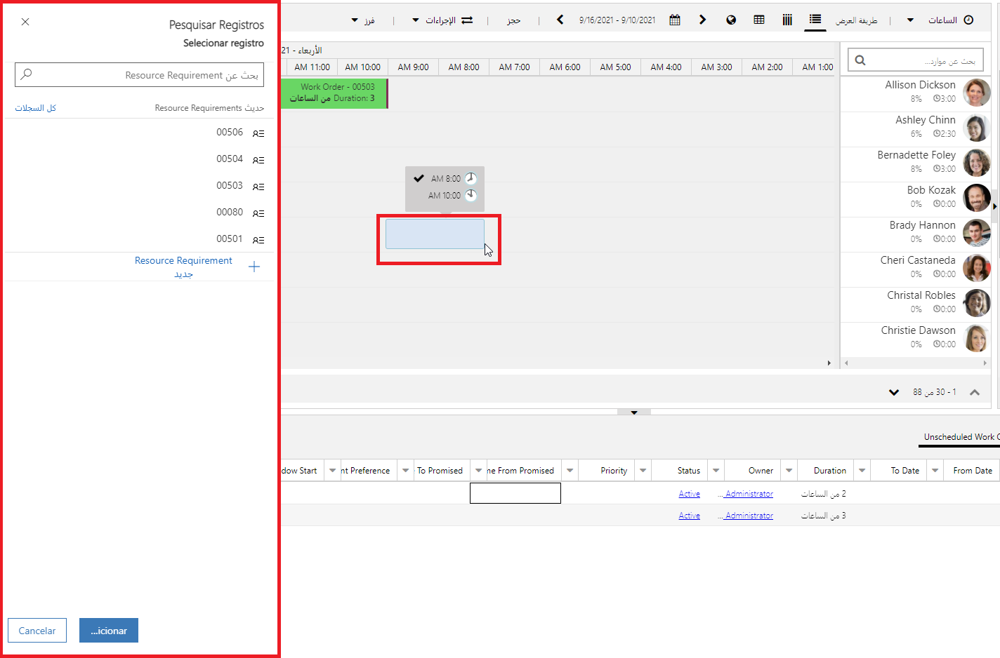 Pesquisar Registros
Selecionar registro
بحث عن Resource Requirement
حديث Resource Requirements
كل السجلات
00506
00504
00503
00080
00501
Resource Requirement
جديد
...icionar
Cancelar
الساعات
طريقة العرض
9/16/2021 - 9/10/2021
حجز
الإجراءات
فرز
بحث عن موارد...
الأربعاء - 21
AM 1:00
AM 2:00
AM 3:00
AM 4:00
AM 5:00
AM 6:00
AM 7:00
AM 8:00
AM 9:00
AM 10:00
AM 11:00
Work Order - 00503
Duration: 3 من الساعات
AM 8:00
AM 10:00
Allison Dickson
3:00 8%
Ashley Chinn
2:30 6%
Bernadette Foley
3:00 8%
Bob Kozak
0:00 0%
Brady Hannon
0:00 0%
Cheri Castaneda
0:00 0%
Christal Robles
0:00 0%
Christie Dawson
0:00 0%
1 - 30 من 88
Unscheduled Work
From Date
To Date
Duration
Owner
Status
Priority
ne From Promised
To Promised
nt Preference
dow Start
2 من الساعات
Administrator ...
Active
3 من الساعات
Administrator ...
Active